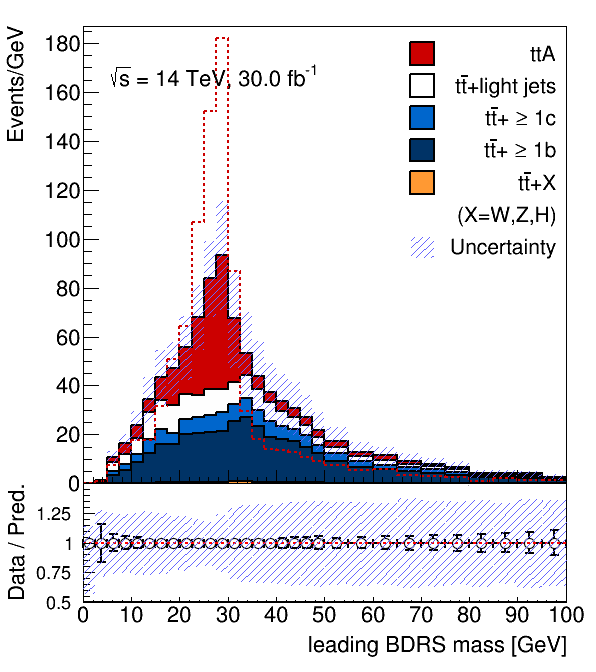 Events/GeV
180
160
140
120
100
80
60
40
20
0
√s = 14 TeV, 30.0 fb⁻¹
ttA
tt̄+light jets
tt̄+ ≥ 1c
tt̄+ ≥ 1b
tt̄+X
(X=W,Z,H)
Uncertainty
Data / Pred.
1.25
1
0.75
0.5
0 10 20 30 40 50 60 70 80 90 100
leading BDRS mass [GeV]